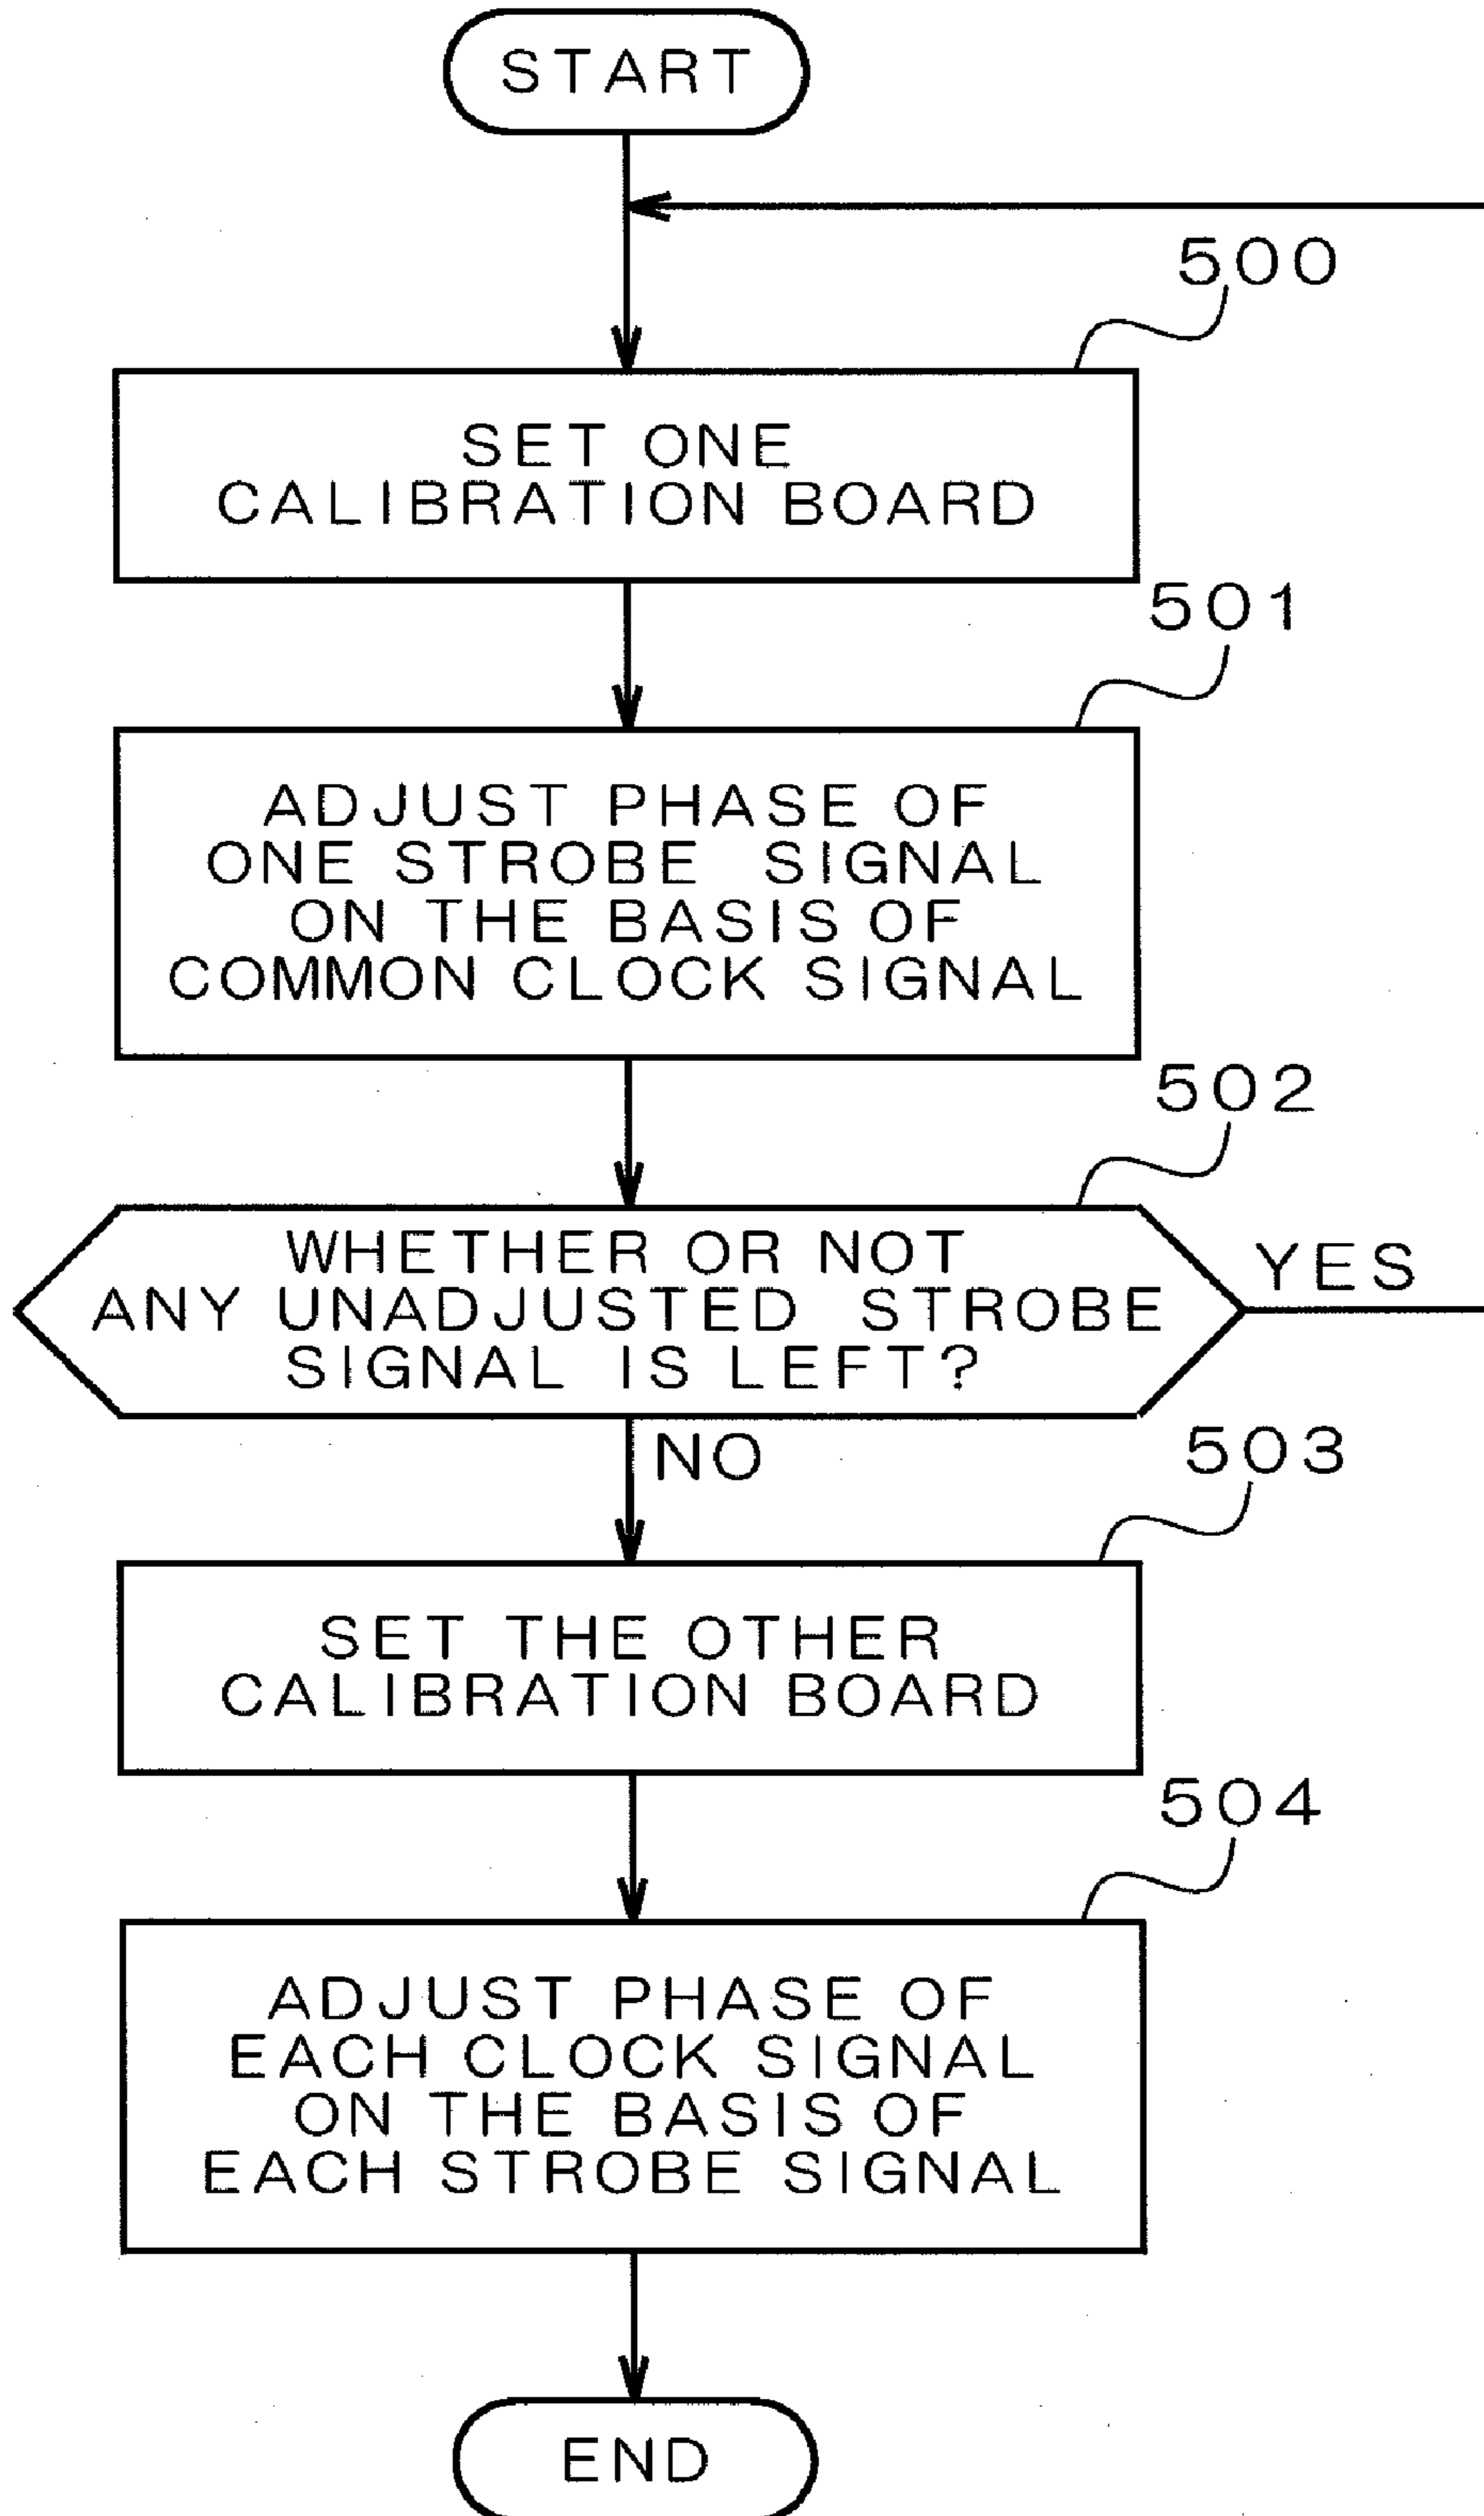 START
500
SET ONE
CALIBRATION BOARD
501
ADJUST PHASE OF
ONE STROBE SIGNAL
ON THE BASIS OF
COMMON CLOCK SIGNAL
502
WHETHER OR NOT
ANY UNADJUSTED STROBE
SIGNAL IS LEFT?
YES
NO
503
SET THE OTHER
CALIBRATION BOARD
504
ADJUST PHASE OF
EACH CLOCK SIGNAL
ON THE BASIS OF
EACH STROBE SIGNAL
END